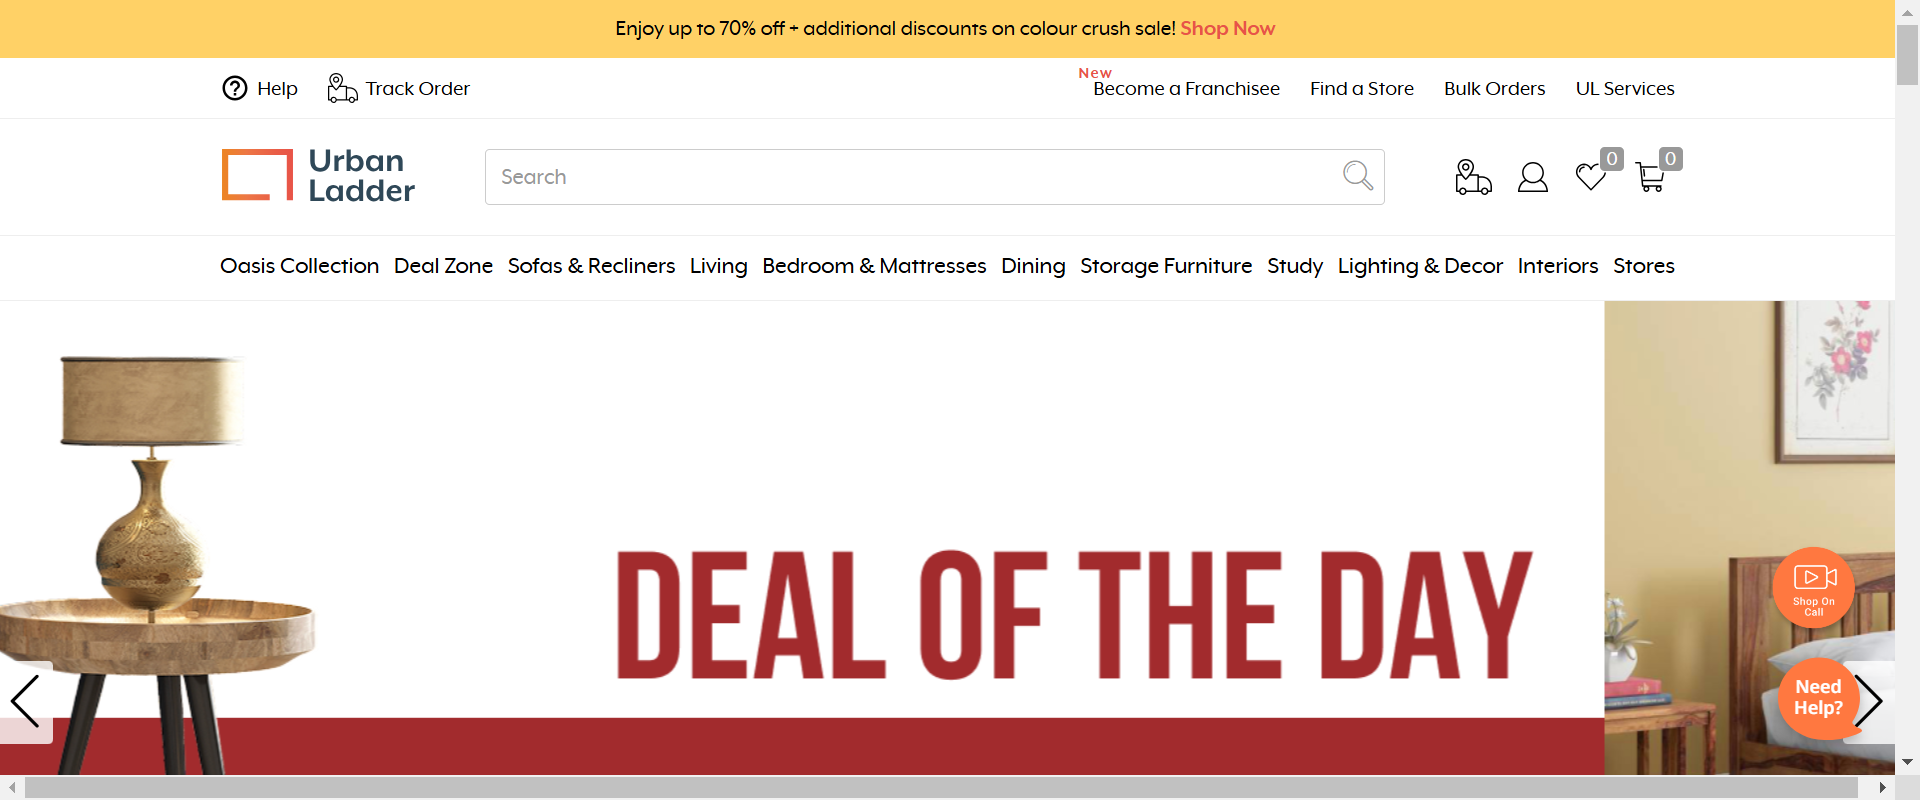 Enjoy up to 70% off + additional discounts on colour crush sale! Shop Now
Help Track Order
New
Become a Franchisee Find a Store Bulk Orders UL Services
Urban
Ladder
Search
0 0
Oasis Collection Deal Zone Sofas & Recliners Living Bedroom & Mattresses Dining Storage Furniture Study Lighting & Decor Interiors Stores
DEAL OF THE DAY
Shop On
Call
Need
Help?